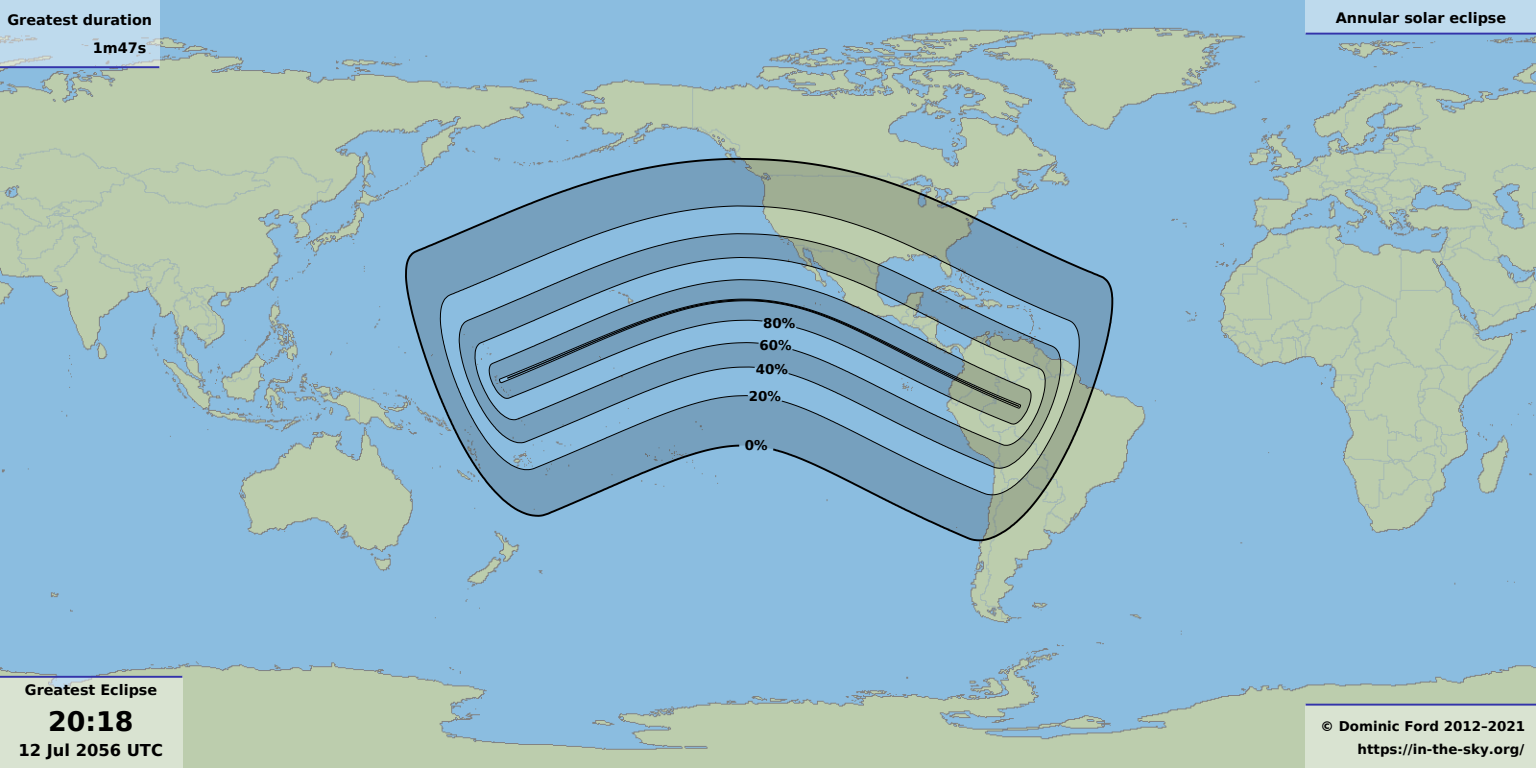 Greatest duration
1m47s
Annular solar eclipse
80%
60%
40%
20%
0%
Greatest Eclipse
20:18
12 Jul 2056 UTC
© Dominic Ford 2012–2021
https://in-the-sky.org/